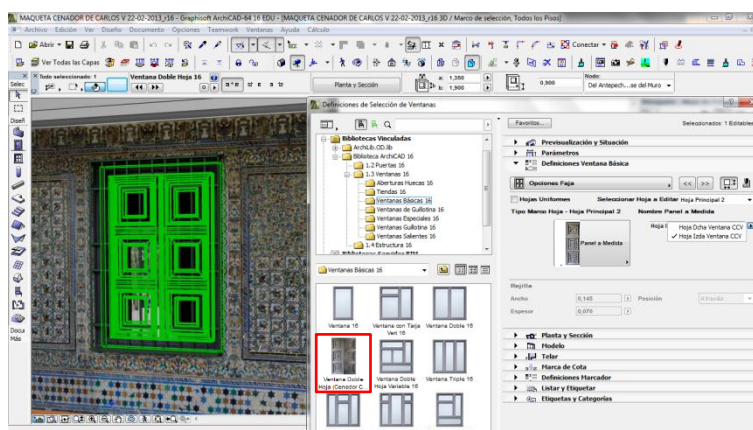 MAQUETA CENADOR DE CARLOS V 22-02-2013_r16 - Graphisoft ArchiCAD-64 16 EDU - [MAQUETA CENADOR DE CARLOS V 22-02-2013_r16 3D / Marco de selección, Todos los Pisos]
Archivo Edición Ver Diseño Documento Opciones Teamwork Ventanas Ayuda Cálculo
Abrir
Conectar
Ver Todas las Capas
Todo seleccionado: 1
Ventana Doble Hoja 16
Planta y Sección
a: 1,350
b: 1,900
0,900
Nodo:
Del Antepech...se del Muro
Selec
Diseñ
Docu
Más
Definiciones de Selección de Ventanas
Bibliotecas Vinculadas
ArchLib.OD.lib
Biblioteca ArchiCAD 16
1.2 Puertas 16
1.3 Ventanas 16
Aberturas Huecas 16
Tiendas 16
Ventanas Básicas 16
Ventanas de Guillotina 16
Ventanas Especiales 16
Ventanas Guillotina 16
Ventanas Salientes 16
1.4 Estructura 16
Ventanas Básicas 16
Ventana 16
Ventana con Tarja Vert 16
Ventana Doble 16
Ventana Doble Hoja (Cenador C...
Ventana Doble Hoja Variable 16
Ventana Triple 16
Favoritos...
Seleccionados: 1 Editables
Previsualización y Situación
Parámetros
Definiciones Ventana Básica
Opciones Faja
Hojas Uniformes
Seleccionar Hoja a Editar
Hoja Principal 2
Tipo Marco Hoja - Hoja Principal 2
Nombre Panel a Medida
Panel a Medida
Hoja I
Hoja Dcha Ventana CCV
✓ Hoja Izda Ventana CCV
Rejilla
Ancho
0,145
Posición
A través
Espesor
0,070
Planta y Sección
Modelo
Telar
Marca de Cota
Definiciones Marcador
Listar y Etiquetar
Etiquetas y Categorías